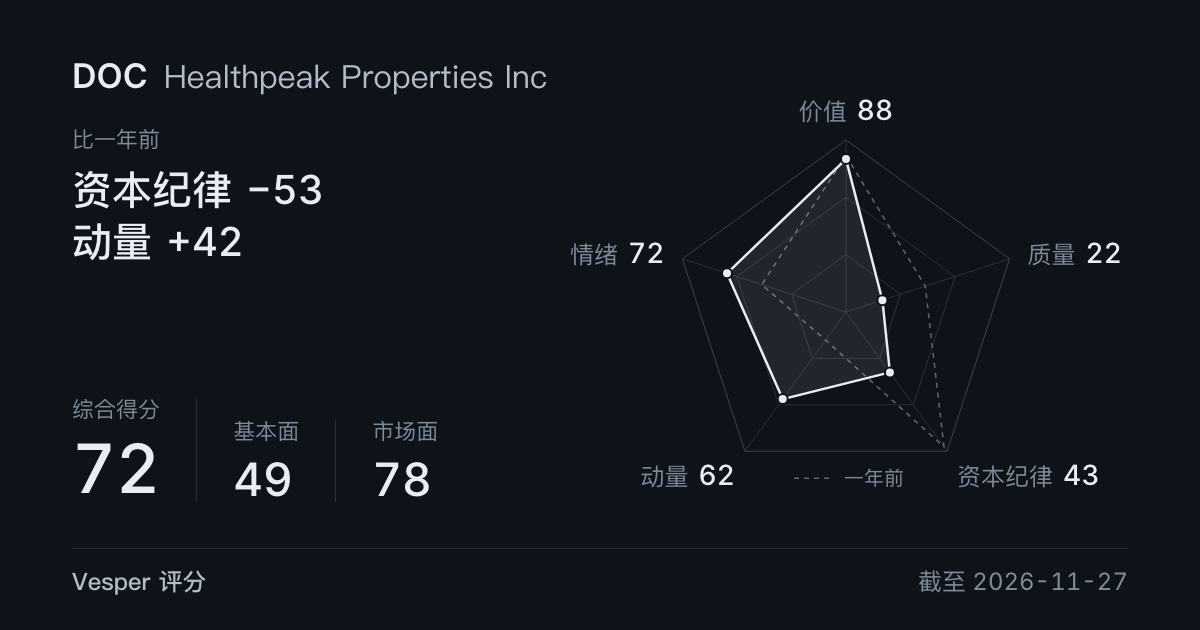 DOC Healthpeak Properties Inc
比一年前
资本纪律 −53
动量 +42
综合得分
72
基本面
49
市场面
78
价值 88
情绪 72
质量 22
动量 62
一年前
资本纪律 43
Vesper 评分
截至 2026-11-27